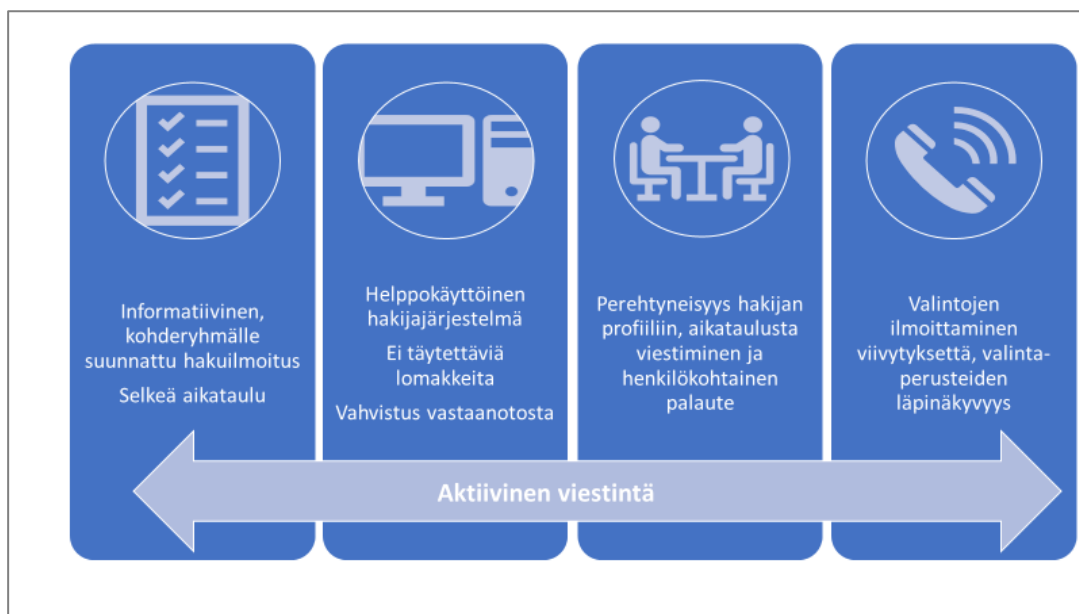 Informatiivinen,
kohderyhmälle
suunnattu hakuilmoitus
Selkeä aikataulu
Helppokäyttöinen
hakijajärjestelmä
Ei täytettäviä
lomakkeita
Vahvistus vastaanotosta
Perehtyneisyys hakijan
profiiliin, aikataulusta
viestiminen ja
henkilökohtainen
palaute
Valintojen
ilmoittaminen
viivytyksettä, valinta-
perusteiden
läpinäkyvyys
Aktiivinen viestintä